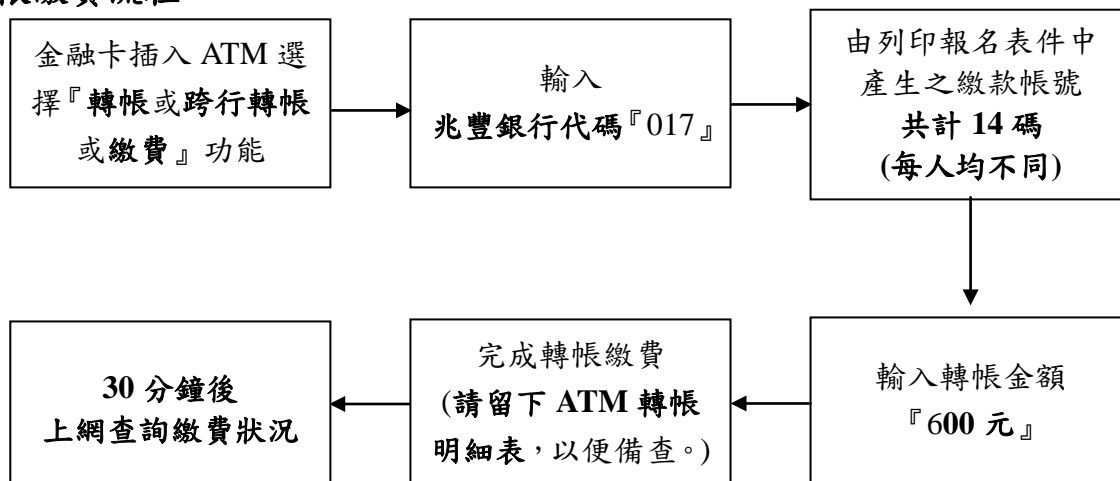 金融卡插入 ATM 選
擇『轉帳或跨行轉帳
或繳費』功能
輸入
兆豐銀行代碼『017』
由列印報名表件中
產生之繳款帳號
共計 14 碼
(每人均不同)
輸入轉帳金額
『600 元』
完成轉帳繳費
(請留下 ATM 轉帳
明細表，以便備查。)
30 分鐘後
上網查詢繳費狀況